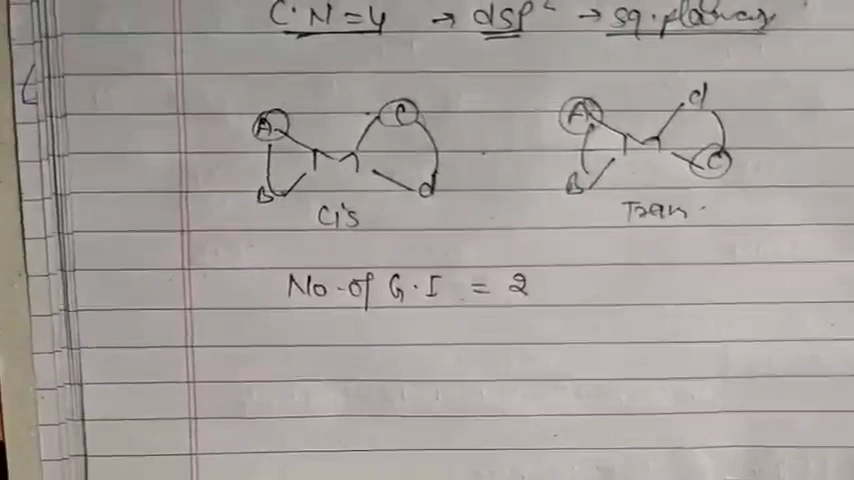 C.N=4 → dsp² → sq.planar
A C A d
B d B C
Cis Tran.
No.of G.I = 2